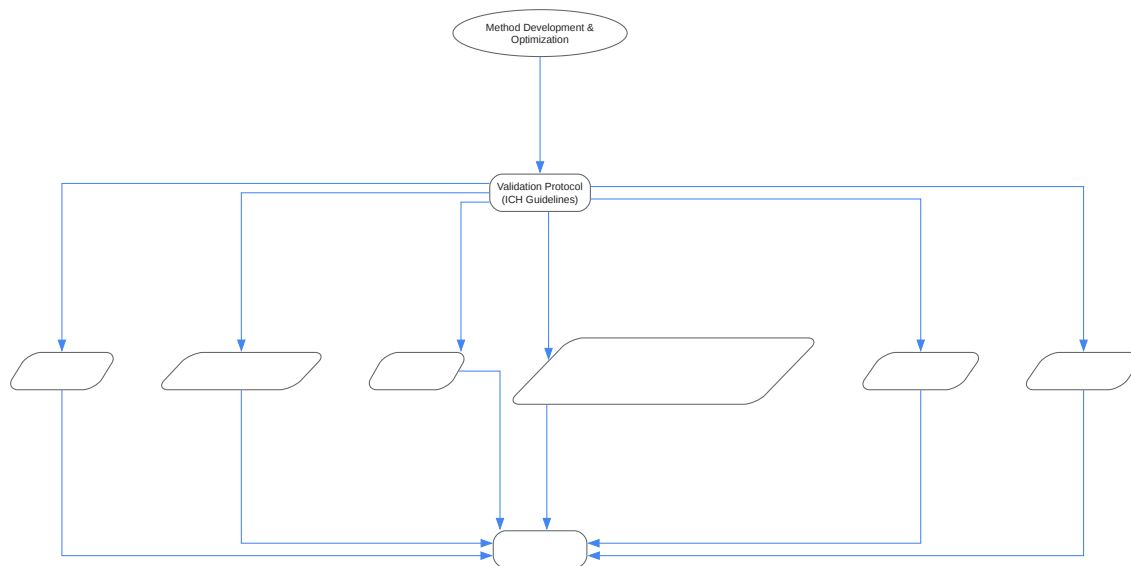 Method Development &
Optimization
Validation Protocol
(ICH Guidelines)